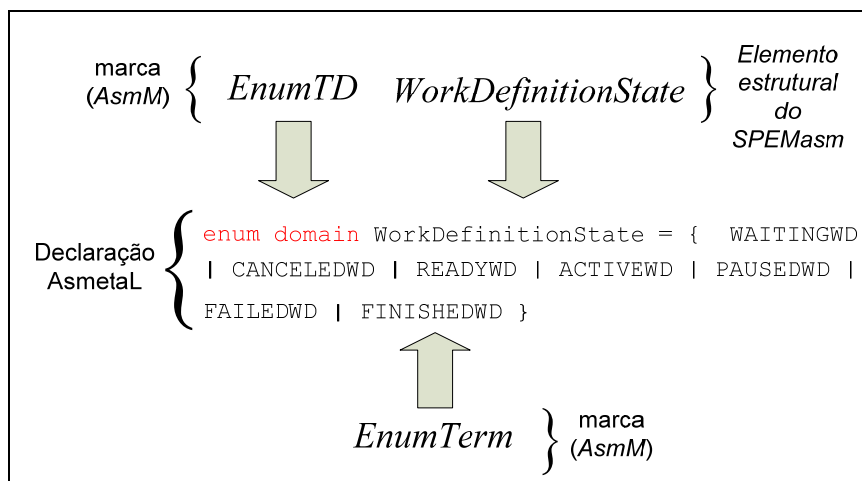 marca
(AsmM)
{
EnumTD
WorkDefinitionState
}
Elemento
estrutural
do
SPEMasm
Declaração
AsmetaL
{
enum domain WorkDefinitionState = { WAITINGWD
| CANCELEDWD | READYWD | ACTIVEWD | PAUSEDWD |
FAILEDWD | FINISHEDWD }
EnumTerm
}
marca
(AsmM)